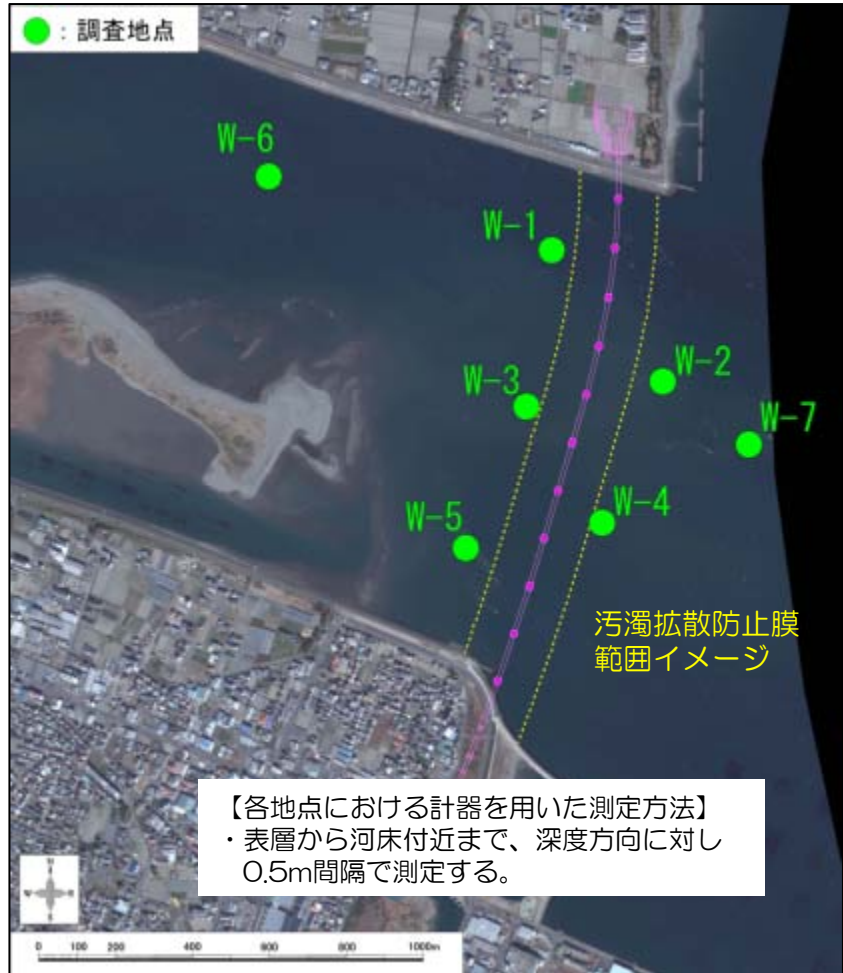 ：調査地点
W-6
W-1
W-2
W-3
W-7
W-4
W-5
汚濁拡散防止膜
範囲イメージ
【各地点における計器を用いた測定方法】
・表層から河床付近まで、深度方向に対し
0.5m間隔で測定する。
0 100 200 400 600 800 1000m